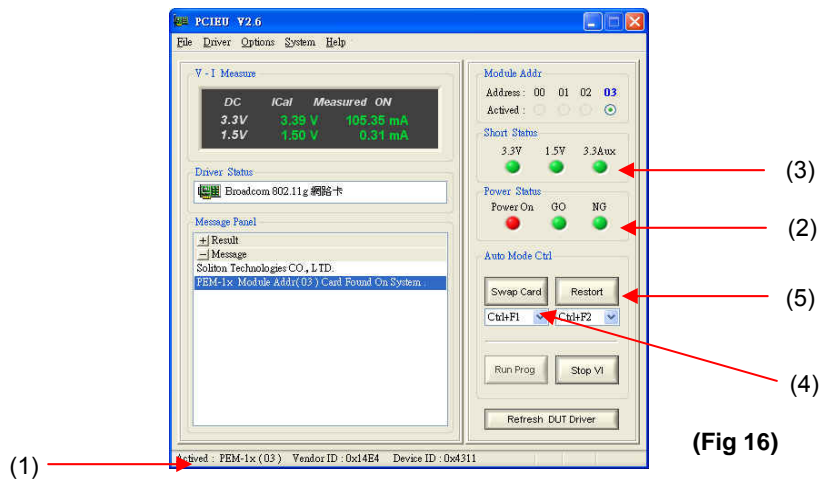 PCIEU V2.6
File Driver Options System Help
V - I Measure
DC ICal Measured ON
3.3V 3.39 V 105.35 mA
1.5V 1.50 V 0.31 mA
Driver Status
Broadcom 802.11g 網路卡
Message Panel
+ Result
– Message
Soliton Technologies CO., LTD.
PEM-1x Module Addr( 03 ) Card Found On System .
Module Addr
Address : 00 01 02 03
Actived :
Short Status
3.3V 1.5V 3.3Aux
(3)
Power Status
Power On GO NG
(2)
Auto Mode Ctrl
Swap Card Restort
(5)
Ctrl+F1 Ctrl+F2
(4)
Run Prog Stop VI
Refresh DUT Driver
(Fig 16)
(1)
Actived : PEM-1x ( 03 ) Vendor ID : 0x14E4 Device ID : 0x4311